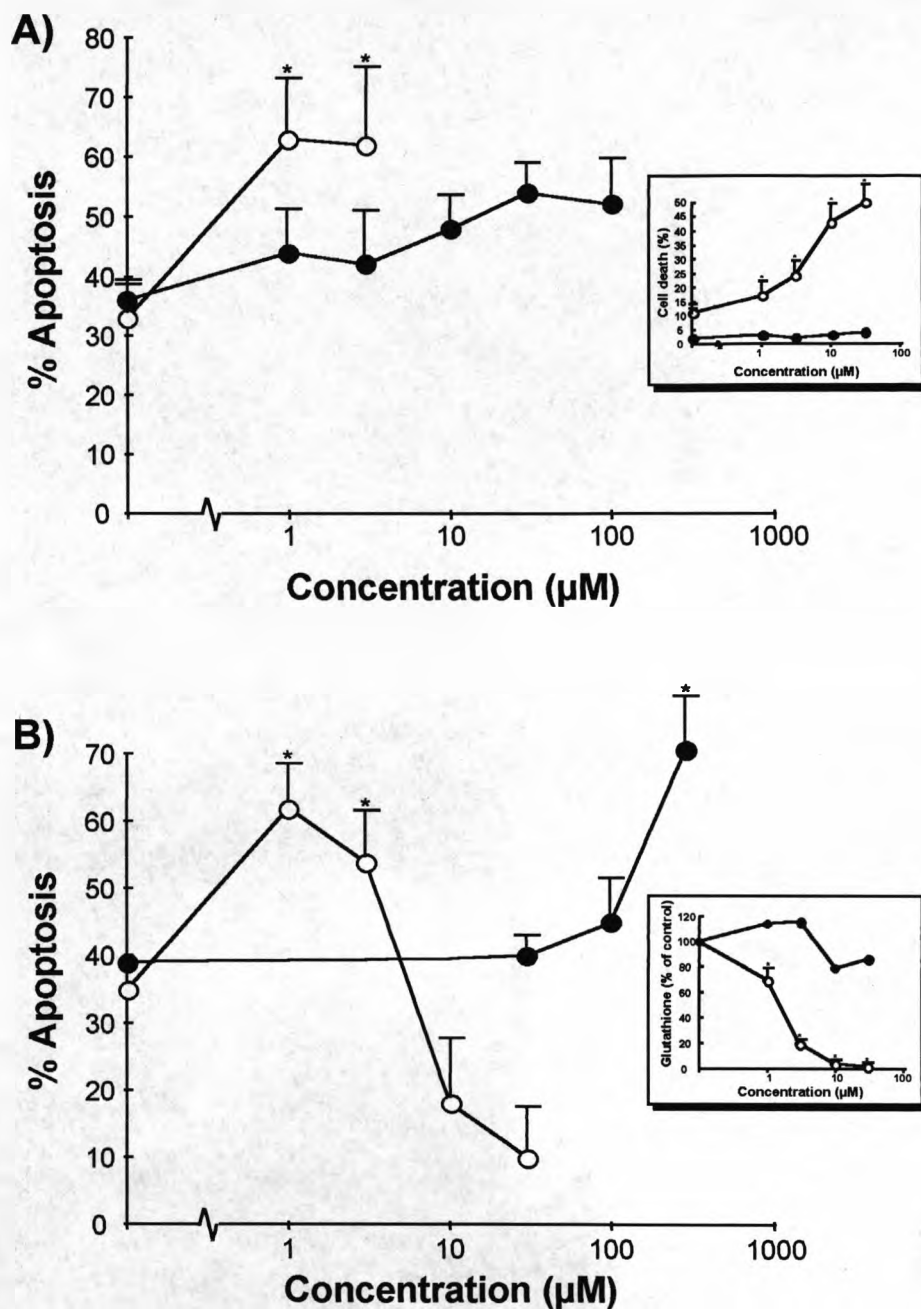 A)
80
70
60
50
40
30
20
10
0
% Apoptosis
* *
1 10 100 1000
Concentration (µM)
50
45
40
35
30
25
20
15
10
5
0
Cell death (%)
1 10 100
Concentration (µM)
B)
70
60
50
40
30
20
10
0
% Apoptosis
* * *
1 10 100 1000
Concentration (µM)
120
100
80
60
40
20
0
Glutathione (% of control)
1 10 100
Concentration (µM)